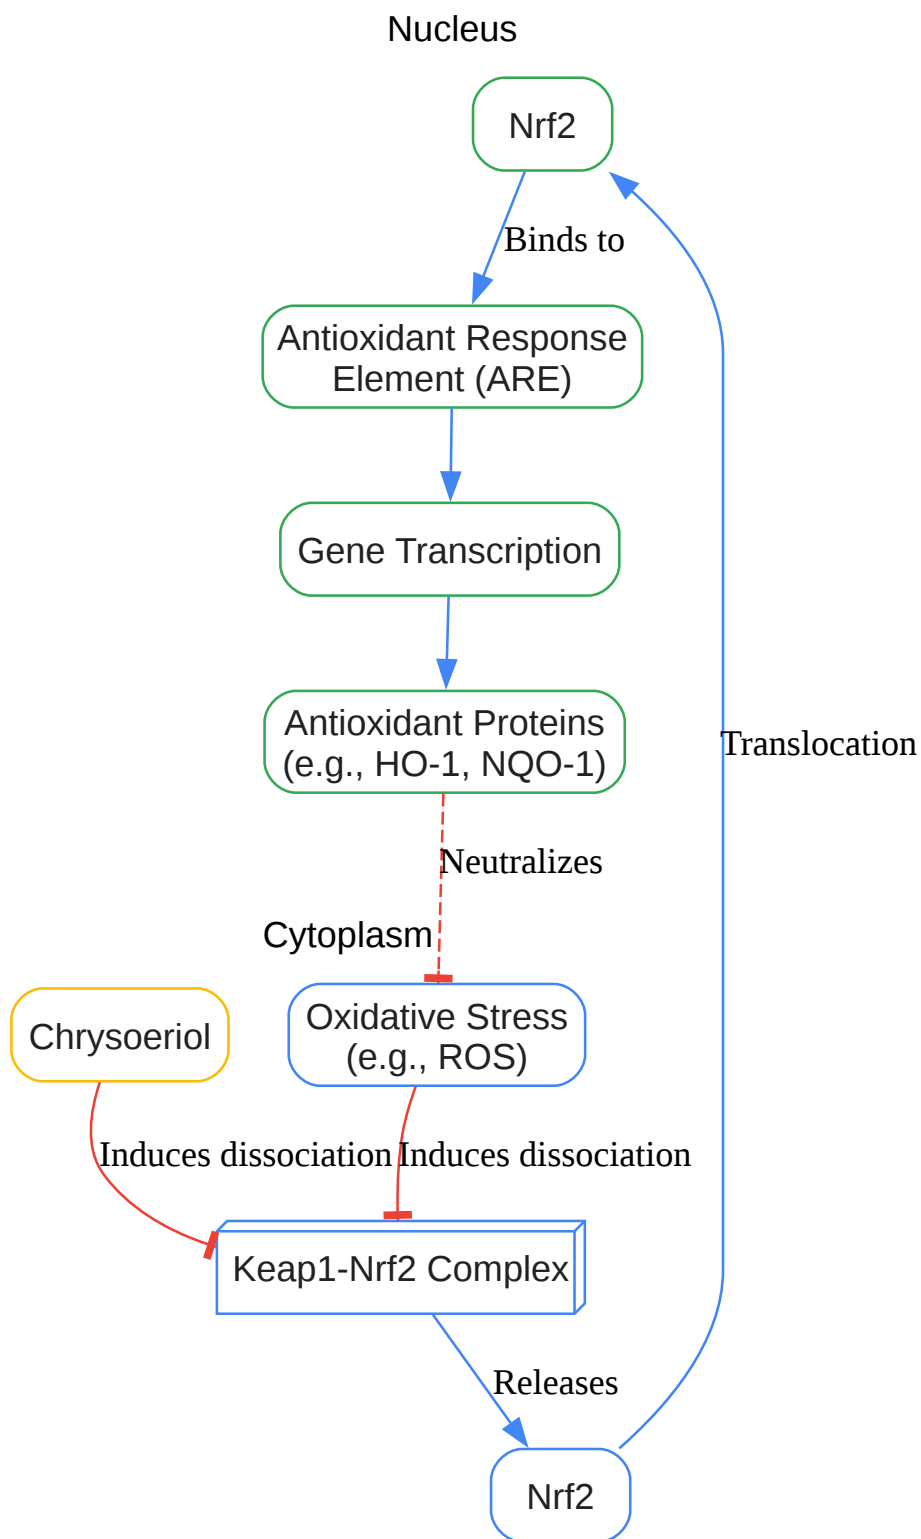 Nucleus
Nrf2
Binds to
Antioxidant Response
Element (ARE)
Gene Transcription
Antioxidant Proteins
(e.g., HO-1, NQO-1)
Translocation
Neutralizes
Cytoplasm
Chrysoeriol
Oxidative Stress
(e.g., ROS)
Induces dissociation
Induces dissociation
Keap1-Nrf2 Complex
Releases
Nrf2